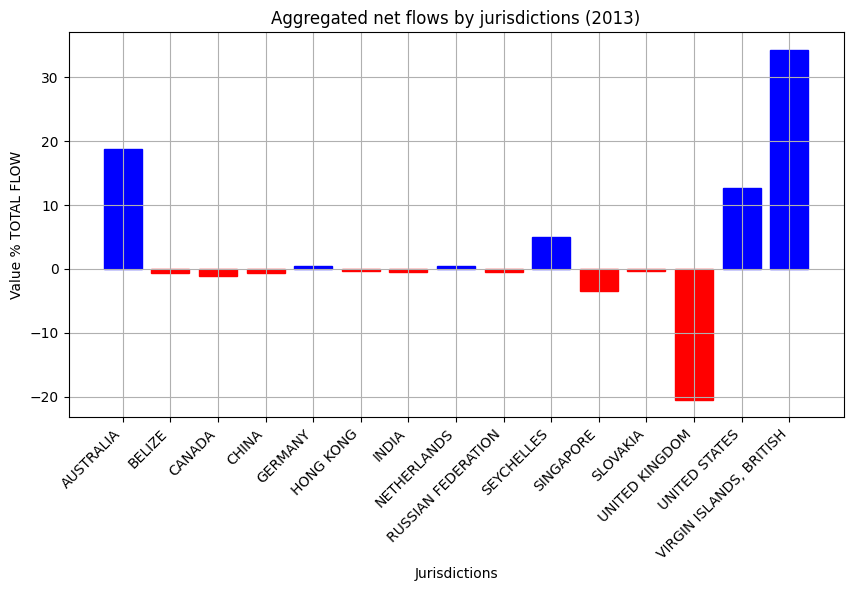 Aggregated net flows by jurisdictions (2013)
Value % TOTAL FLOW
30
20
10
0
−10
−20
AUSTRALIA
BELIZE
CANADA
CHINA
GERMANY
HONG KONG
INDIA
NETHERLANDS
RUSSIAN FEDERATION
SEYCHELLES
SINGAPORE
SLOVAKIA
UNITED KINGDOM
UNITED STATES
VIRGIN ISLANDS, BRITISH
Jurisdictions